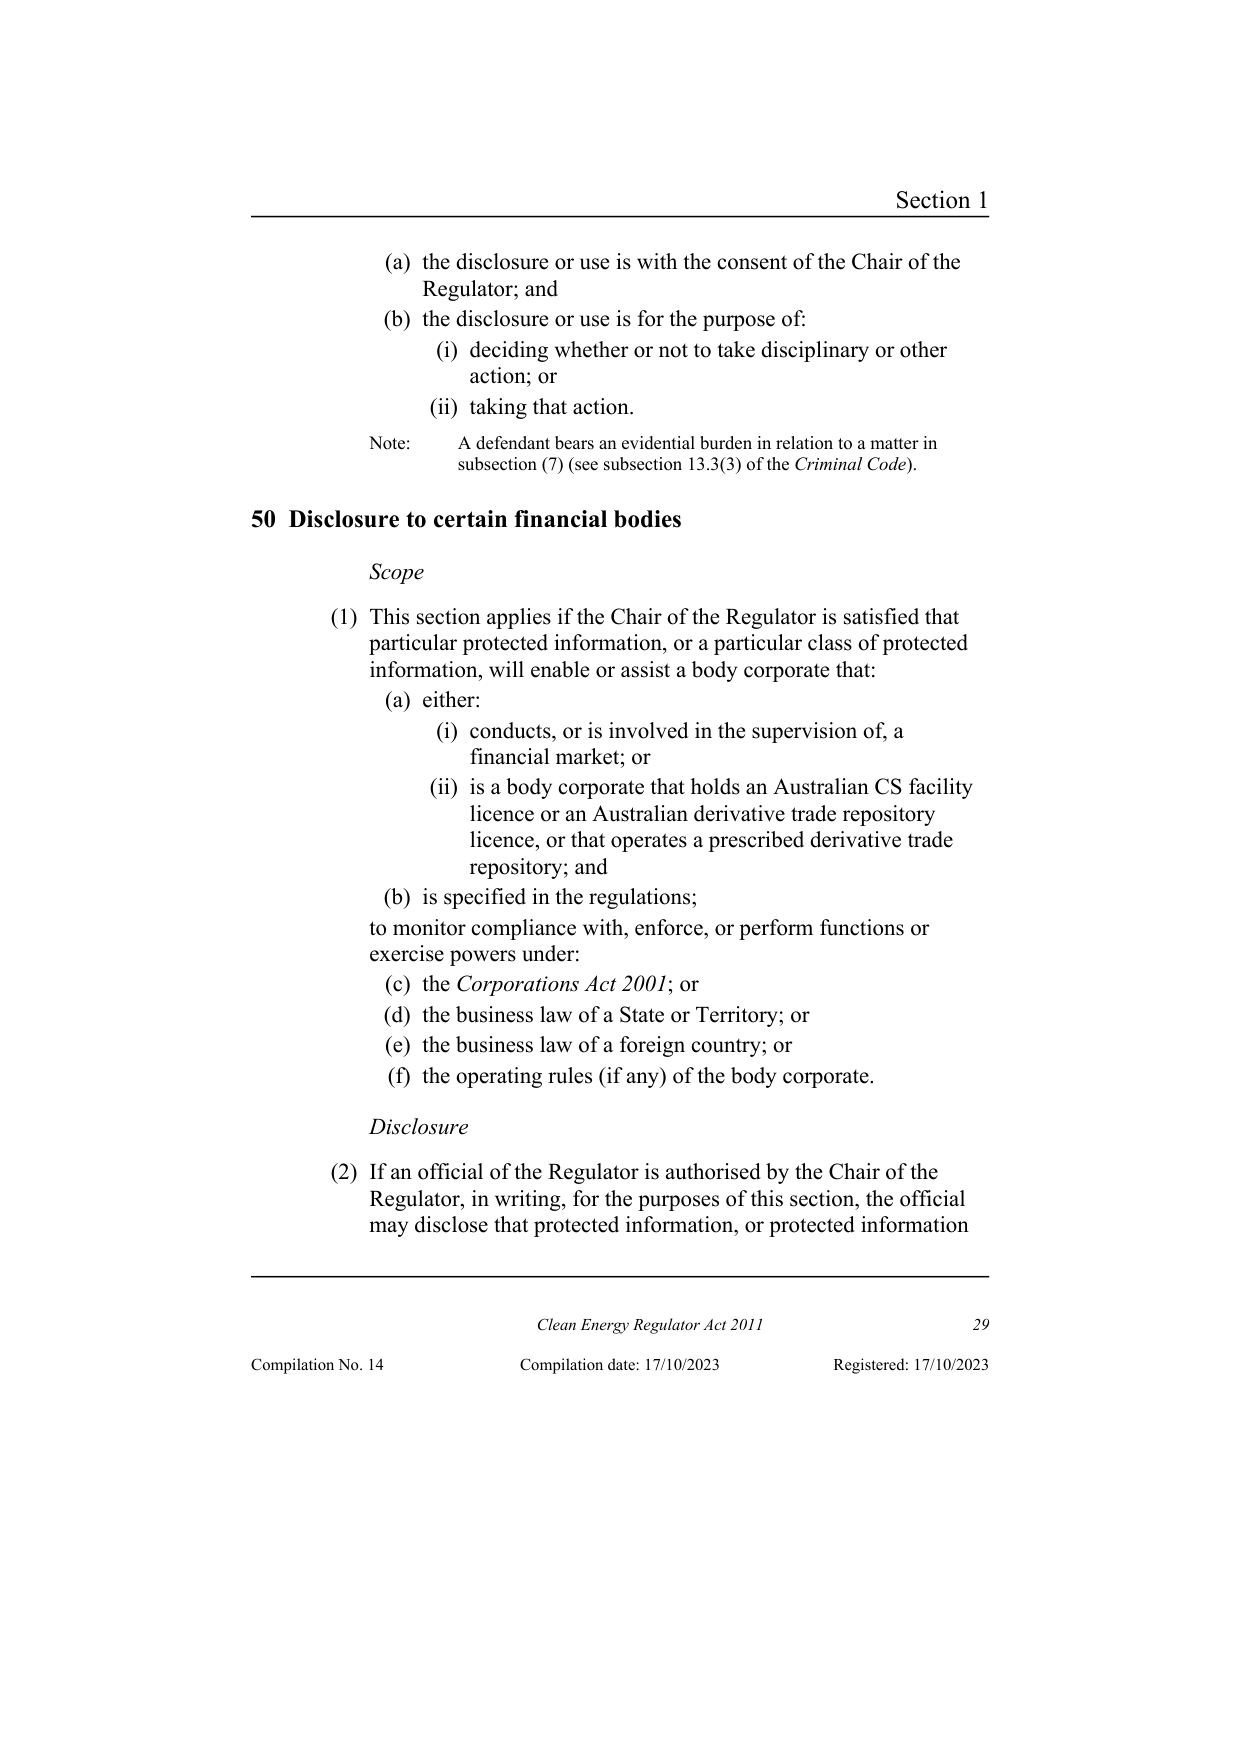 Section 1
(a) the disclosure or use is with the consent of the Chair of the
Regulator; and
(b) the disclosure or use is for the purpose of:
(i) deciding whether or not to take disciplinary or other
action; or
(ii) taking that action.
Note: A defendant bears an evidential burden in relation to a matter in
subsection (7) (see subsection 13.3(3) of the Criminal Code).
50 Disclosure to certain financial bodies
Scope
(1) This section applies if the Chair of the Regulator is satisfied that
particular protected information, or a particular class of protected
information, will enable or assist a body corporate that:
(a) either:
(i) conducts, or is involved in the supervision of, a
financial market; or
(ii) is a body corporate that holds an Australian CS facility
licence or an Australian derivative trade repository
licence, or that operates a prescribed derivative trade
repository; and
(b) is specified in the regulations;
to monitor compliance with, enforce, or perform functions or
exercise powers under:
(c) the Corporations Act 2001; or
(d) the business law of a State or Territory; or
(e) the business law of a foreign country; or
(f) the operating rules (if any) of the body corporate.
Disclosure
(2) If an official of the Regulator is authorised by the Chair of the
Regulator, in writing, for the purposes of this section, the official
may disclose that protected information, or protected information
Clean Energy Regulator Act 2011 29
Compilation No. 14 Compilation date: 17/10/2023 Registered: 17/10/2023